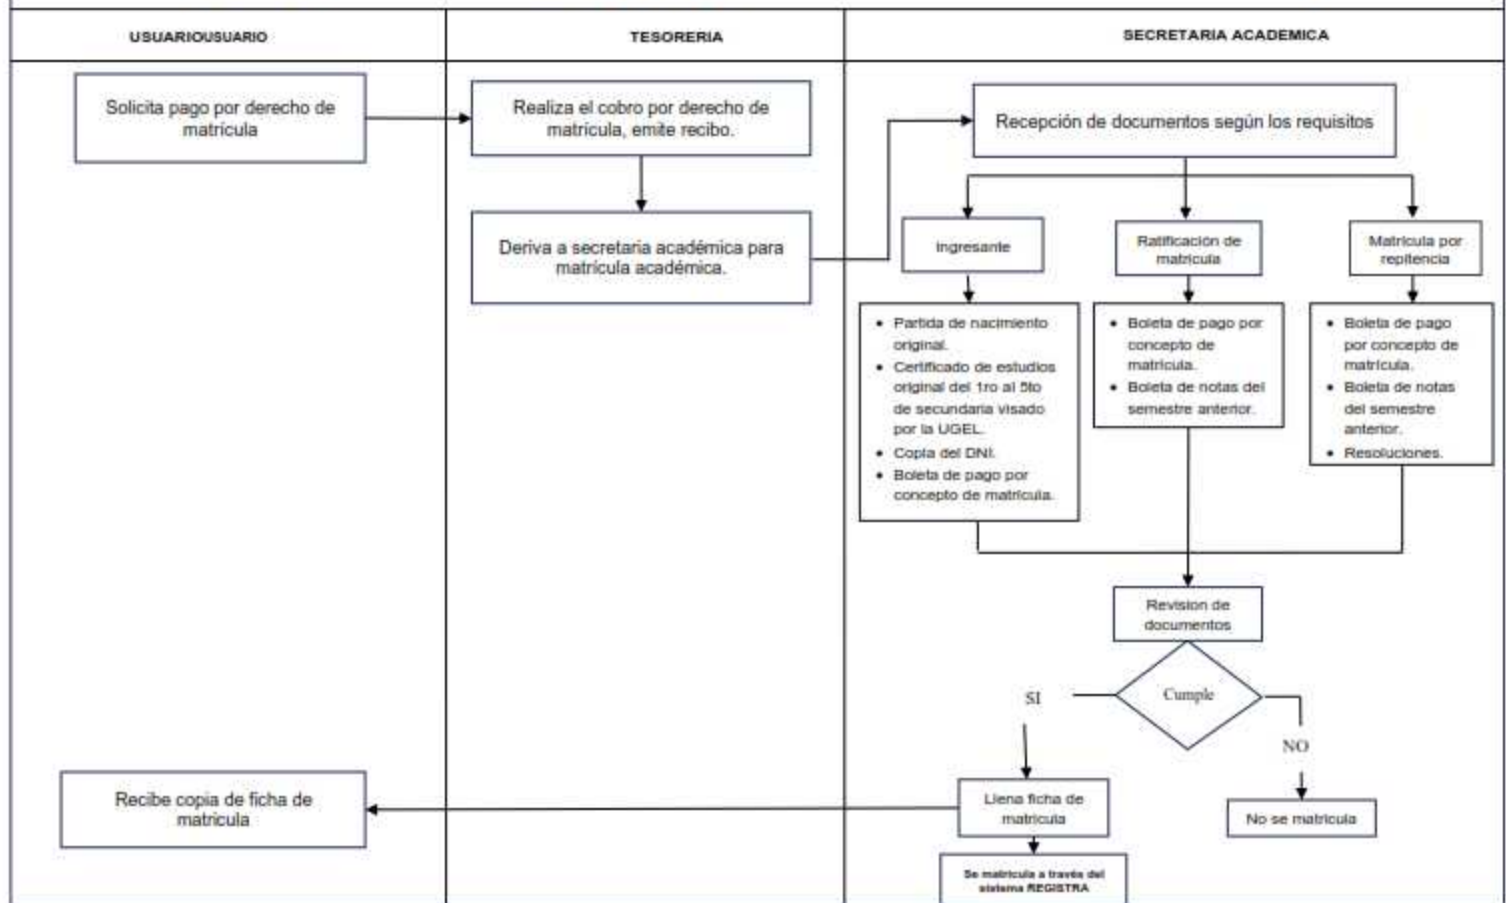 USUARIOUSUARIO
TESORERIA
SECRETARIA ACADEMICA
Solicita pago por derecho de
matrícula
Realiza el cobro por derecho de
matrícula, emite recibo.
Recepción de documentos según los requisitos
Deriva a secretaria académica para
matrícula académica.
Ingresante
Ratificación de
matrícula
Matrícula por
repitencia
• Partida de nacimiento
original.
• Certificado de estudios
original del 1ro al 5to
de secundaria visado
por la UGEL.
• Copia del DNI.
• Boleta de pago por
concepto de matrícula.
• Boleta de pago por
concepto de
matrícula.
• Boleta de notas del
semestre anterior.
• Boleta de pago
por concepto de
matrícula.
• Boleta de notas
del semestre
anterior.
• Resoluciones.
Revision de
documentos
Cumple
SI
NO
Recibe copia de ficha de
matrícula
Llena ficha de
matrícula
No se matricula
Se matricula a través del
sistema REGISTRA